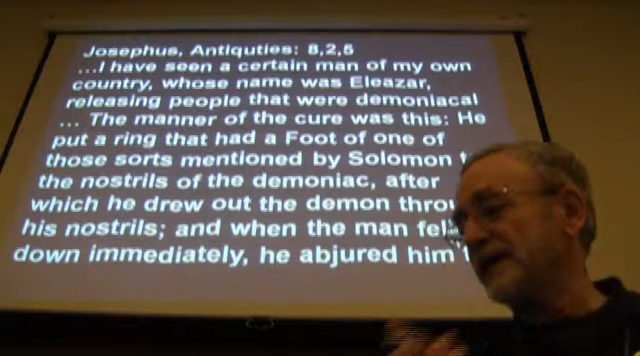 Josephus, Antiquties: 8,2,5
...I have seen a certain man of my own
country, whose name was Eleazar,
releasing people that were demoniacal
... The manner of the cure was this: He
put a ring that had a Foot of one of
those sorts mentioned by Solomon
the nostrils of the demoniac, after
which he drew out the demon
his nostrils; and when the man
down immediately, he abjured him